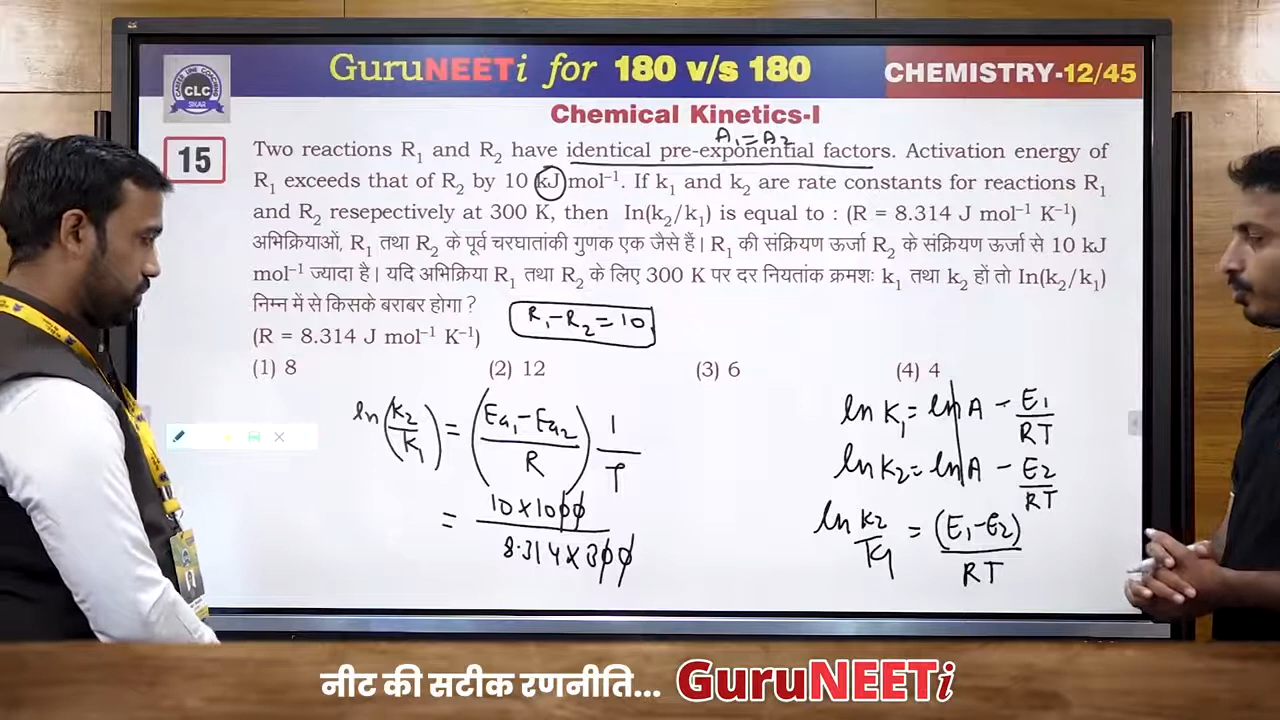 GuruNEETi for 180 v/s 180
CHEMISTRY-12/45
CAREER LINE COACHING
CLC
SIKAR
Chemical Kinetics-I
A₁ = A₂
15
Two reactions R₁ and R₂ have identical pre-exponential factors. Activation energy of
R₁ exceeds that of R₂ by 10 kJ mol⁻¹. If k₁ and k₂ are rate constants for reactions R₁
and R₂ resepectively at 300 K, then In(k₂/k₁) is equal to : (R = 8.314 J mol⁻¹ K⁻¹)
अभिक्रियाओं, R₁ तथा R₂ के पूर्व चरघातांकी गुणक एक जैसे हैं। R₁ की संक्रियण ऊर्जा R₂ के संक्रियण ऊर्जा से 10 kJ
mol⁻¹ ज्यादा है। यदि अभिक्रिया R₁ तथा R₂ के लिए 300 K पर दर नियतांक क्रमशः k₁ तथा k₂ हों तो In(k₂/k₁)
निम्न में से किसके बराबर होगा ?
R₁-R₂ = 10
(R = 8.314 J mol⁻¹ K⁻¹)
(1) 8 (2) 12 (3) 6 (4) 4
ln(K₂/K₁) = (Ea₁-Ea₂/R) 1/T
= 10×1000/8.314×300
ln K₁ = ln A - E₁/RT
ln K₂ = ln A - E₂/RT
ln K₂/K₁ = (E₁-E₂)/RT
नीट की सटीक रणनीति... GuruNEETi